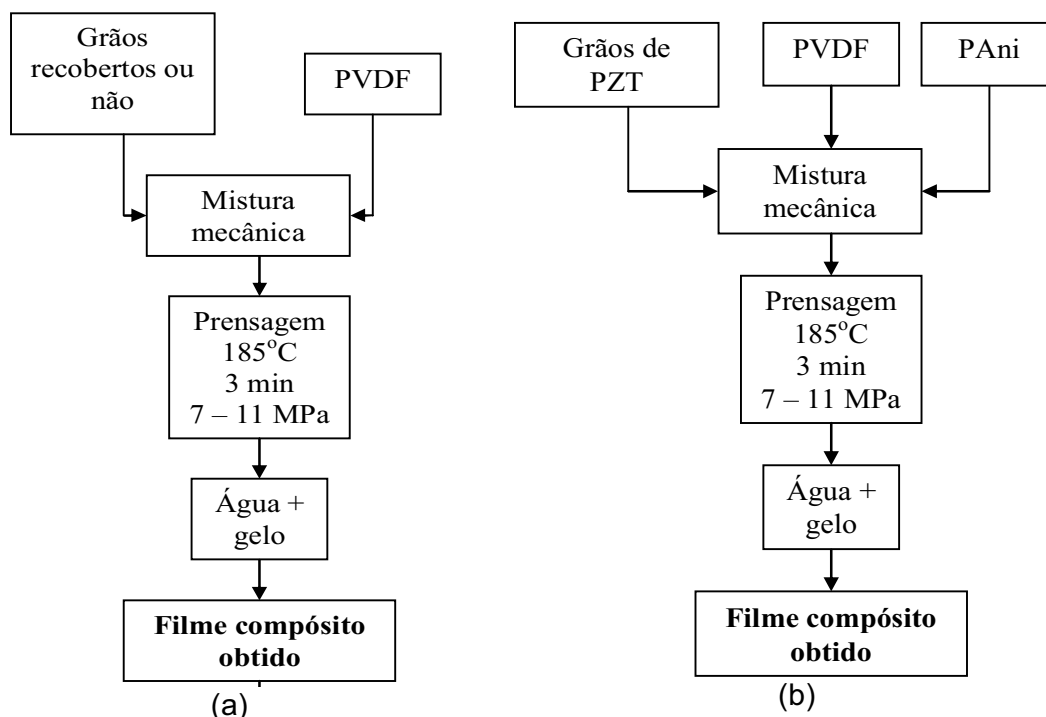 Grãos
recobertos ou
não
PVDF
Mistura
mecânica
Prensagem
185°C
3 min
7 – 11 MPa
Água +
gelo
Filme compósito
obtido
(a)
Grãos de
PZT
PVDF
PAni
Mistura
mecânica
Prensagem
185°C
3 min
7 – 11 MPa
Água +
gelo
Filme compósito
obtido
(b)